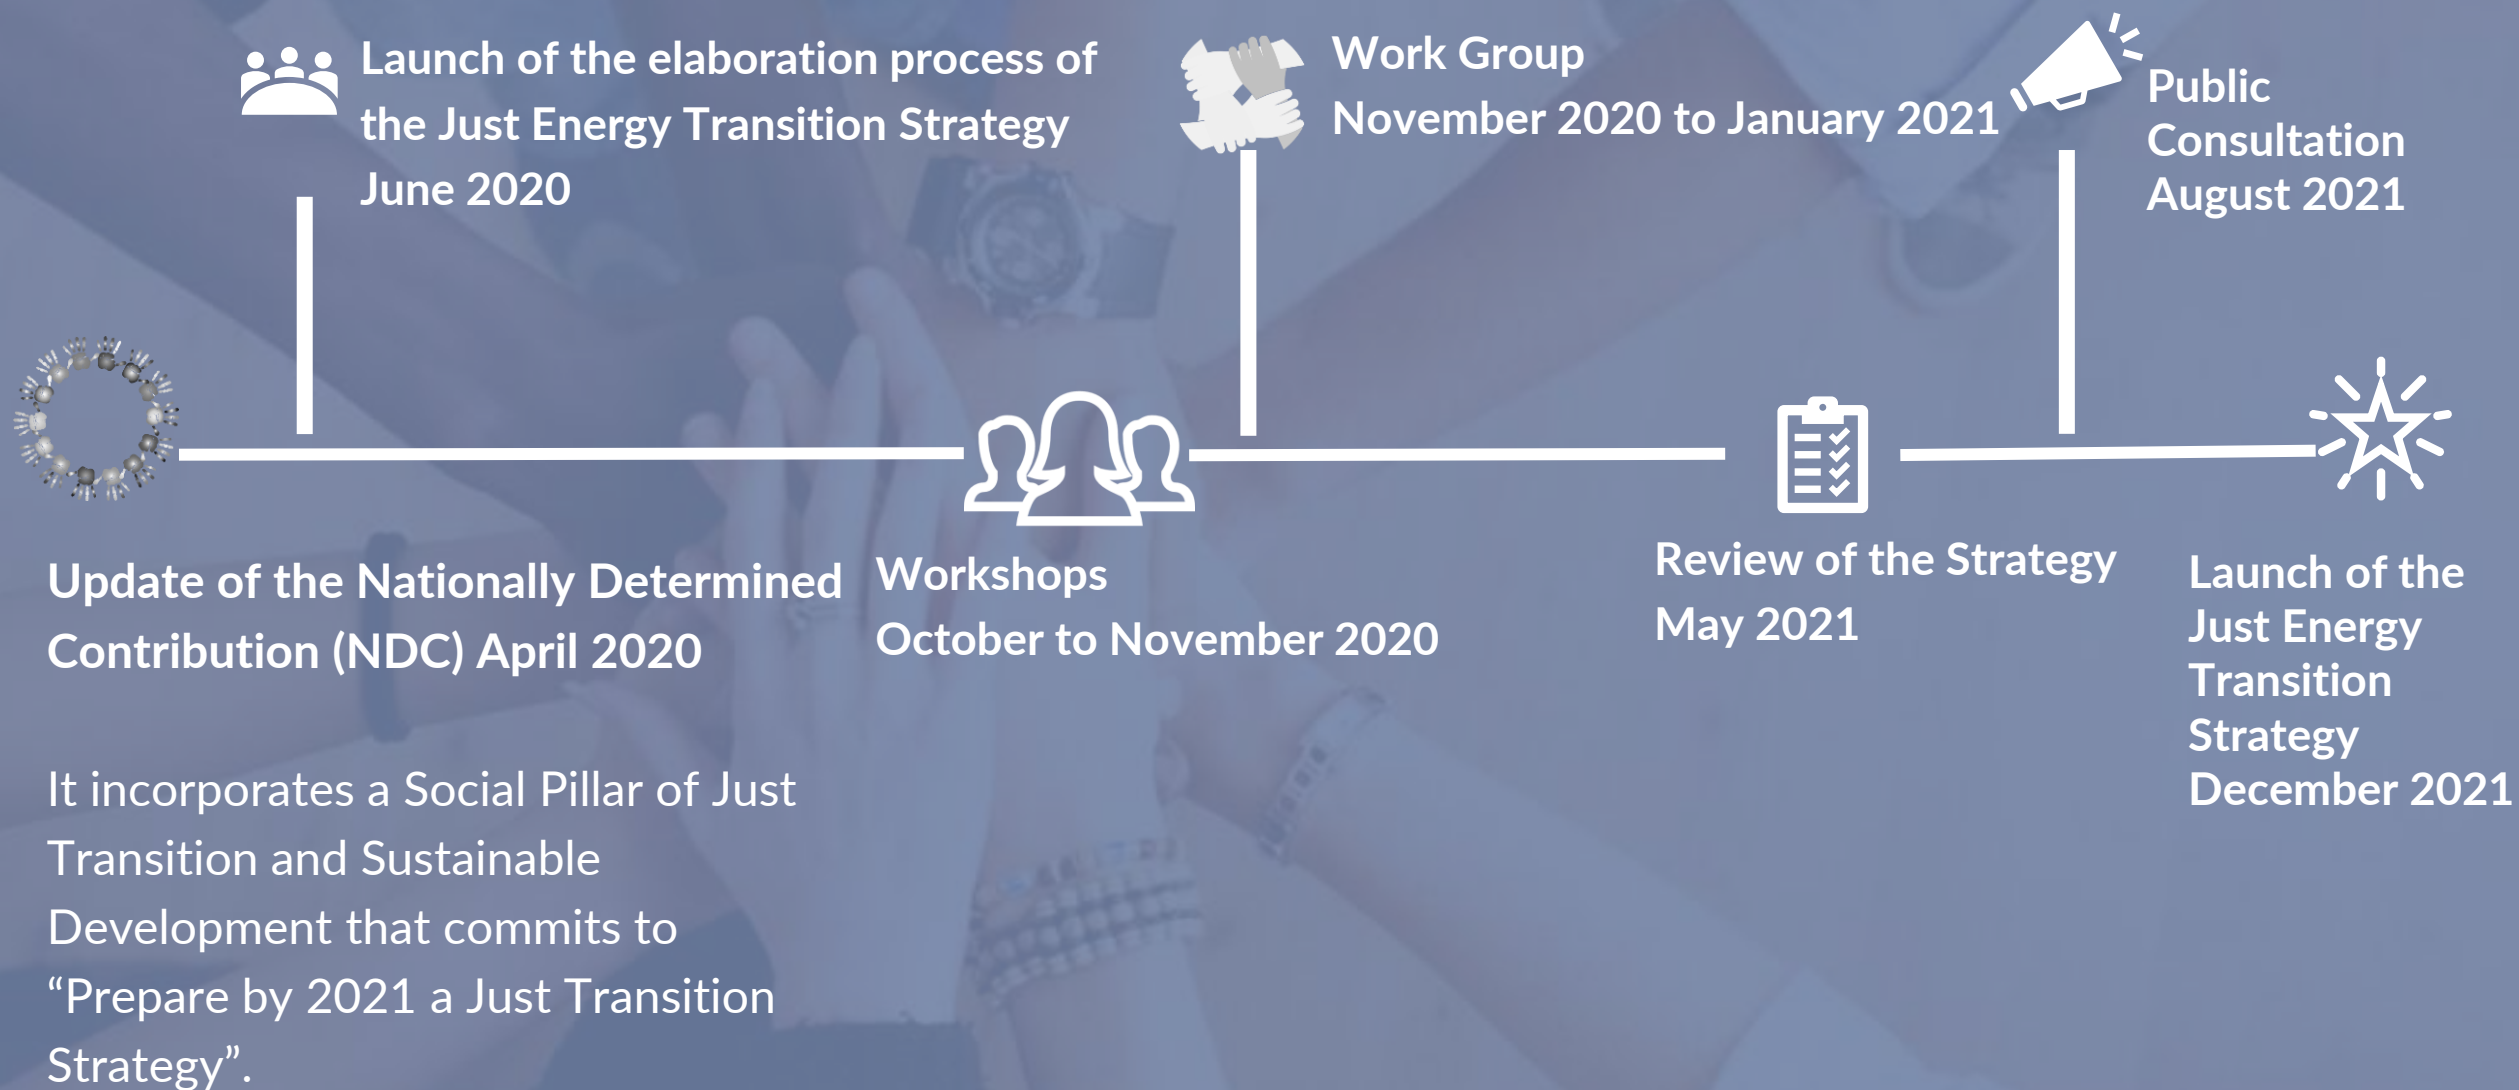 Launch of the elaboration process of
the Just Energy Transition Strategy
June 2020
Work Group
November 2020 to January 2021
Public
Consultation
August 2021
Update of the Nationally Determined
Contribution (NDC) April 2020
It incorporates a Social Pillar of Just
Transition and Sustainable
Development that commits to
“Prepare by 2021 a Just Transition
Strategy”.
Workshops
October to November 2020
Review of the Strategy
May 2021
Launch of the
Just Energy
Transition
Strategy
December 2021